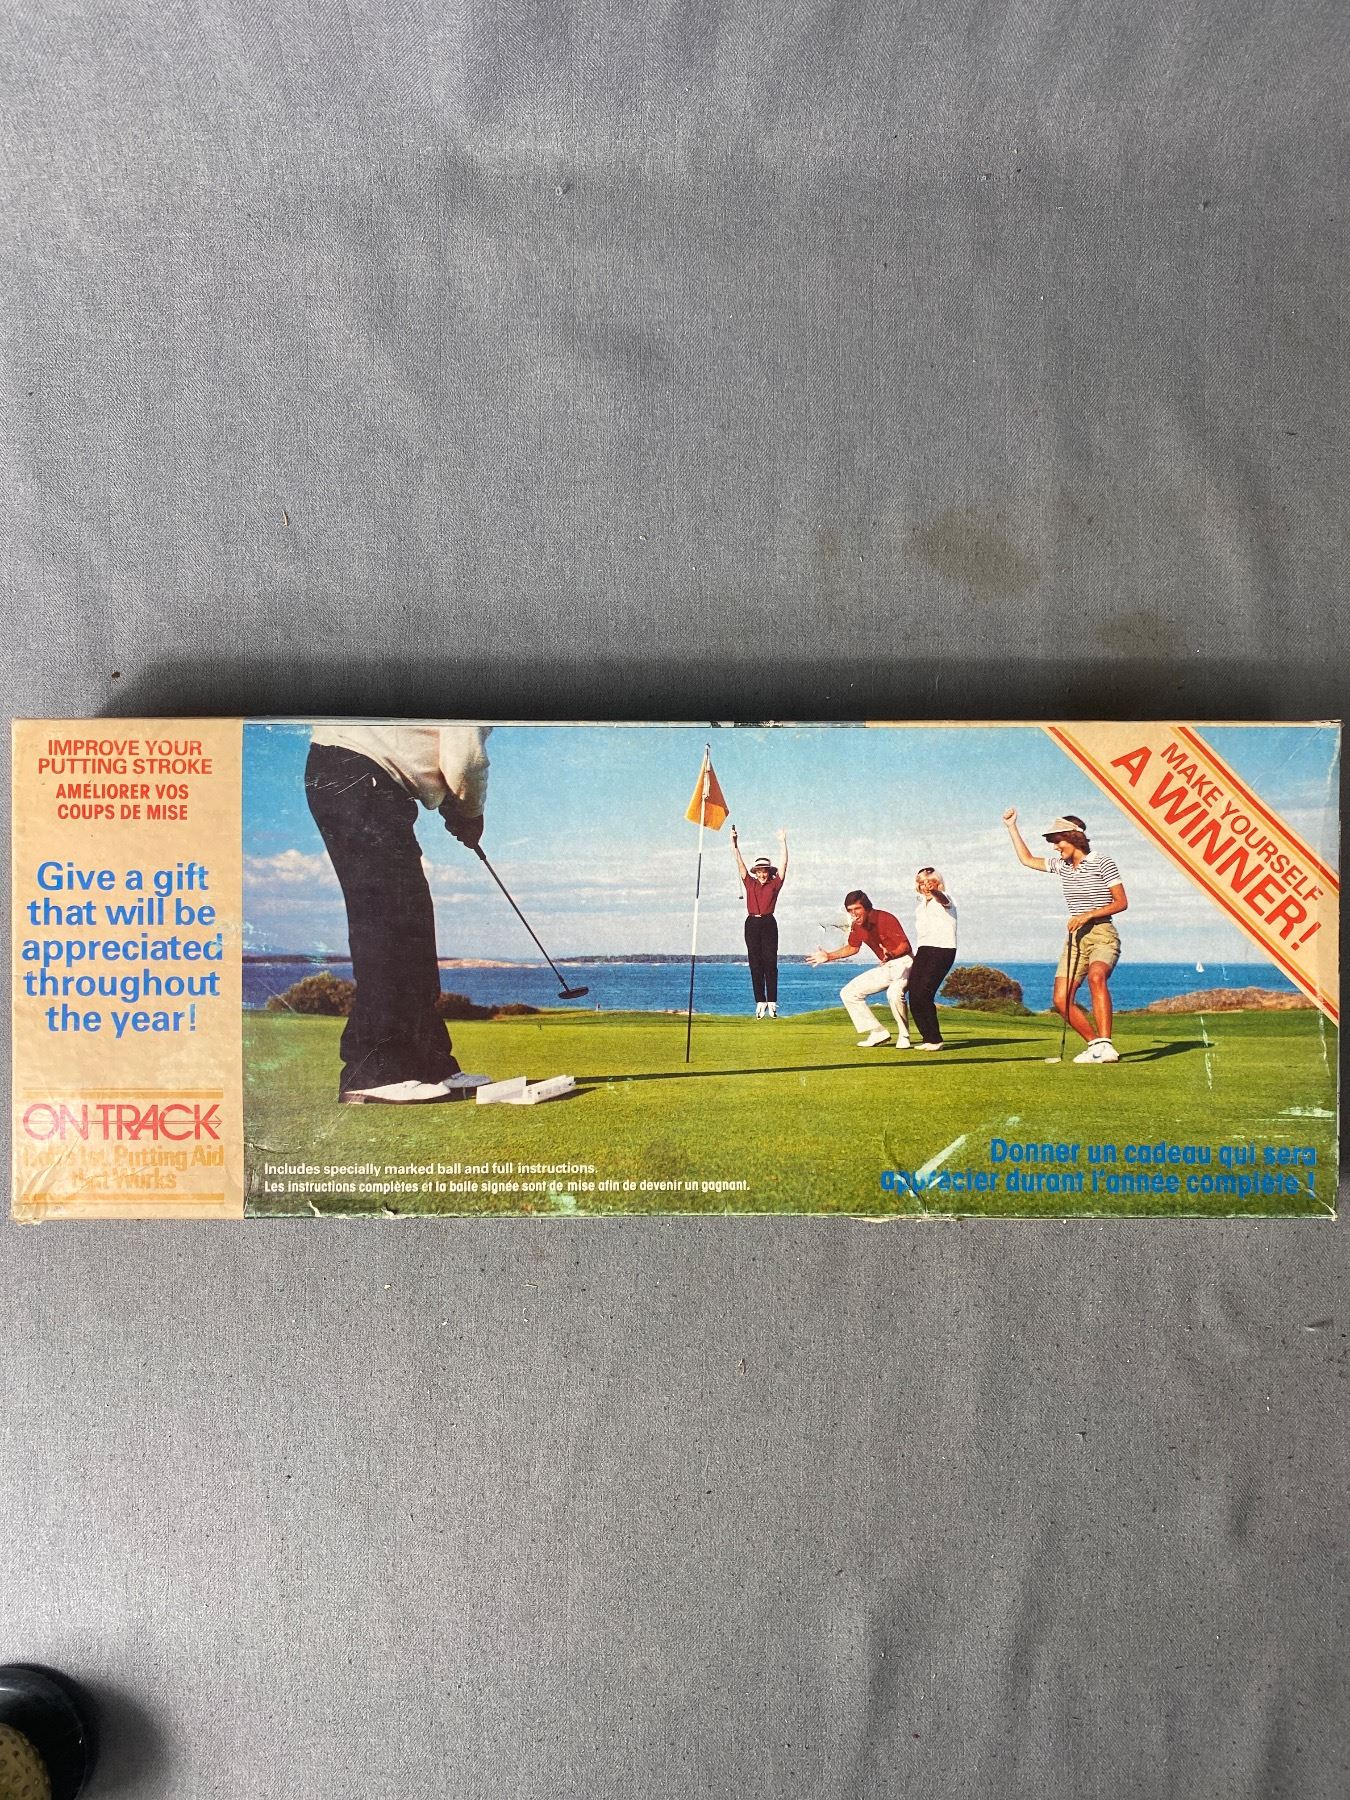 IMPROVE YOUR
PUTTING STROKE
AMÉLIORER VOS
COUPS DE MISE
Give a gift
that will be
appreciated
throughout
the year!
ON TRACK
1st Putting Aid
that Works
MAKE YOURSELF
A WINNER!
Includes specially marked ball and full instructions.
Les instructions complètes et la balle signée sont de mise afin de devenir un gagnant.
Donner un cadeau qui sera
apprécier durant l'année complète !